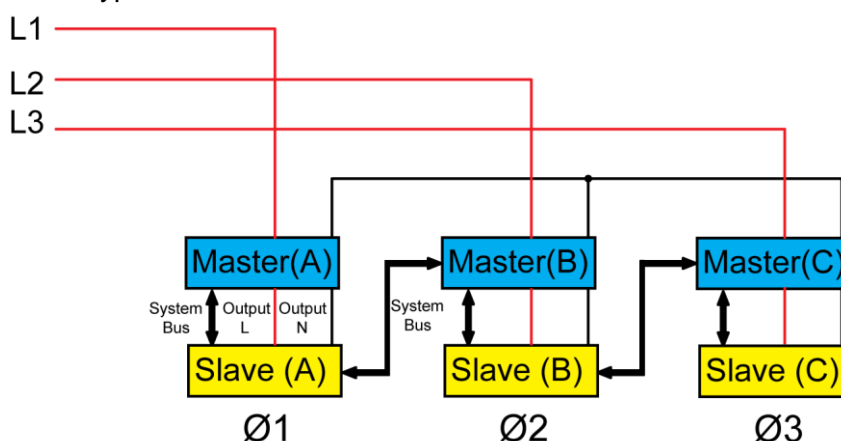 L1
L2
L3
Master(A)
Master(B)
Master(C)
System
Bus
Output
L
Output
N
System
Bus
Slave (A)
Slave (B)
Slave (C)
Ø1
Ø2
Ø3